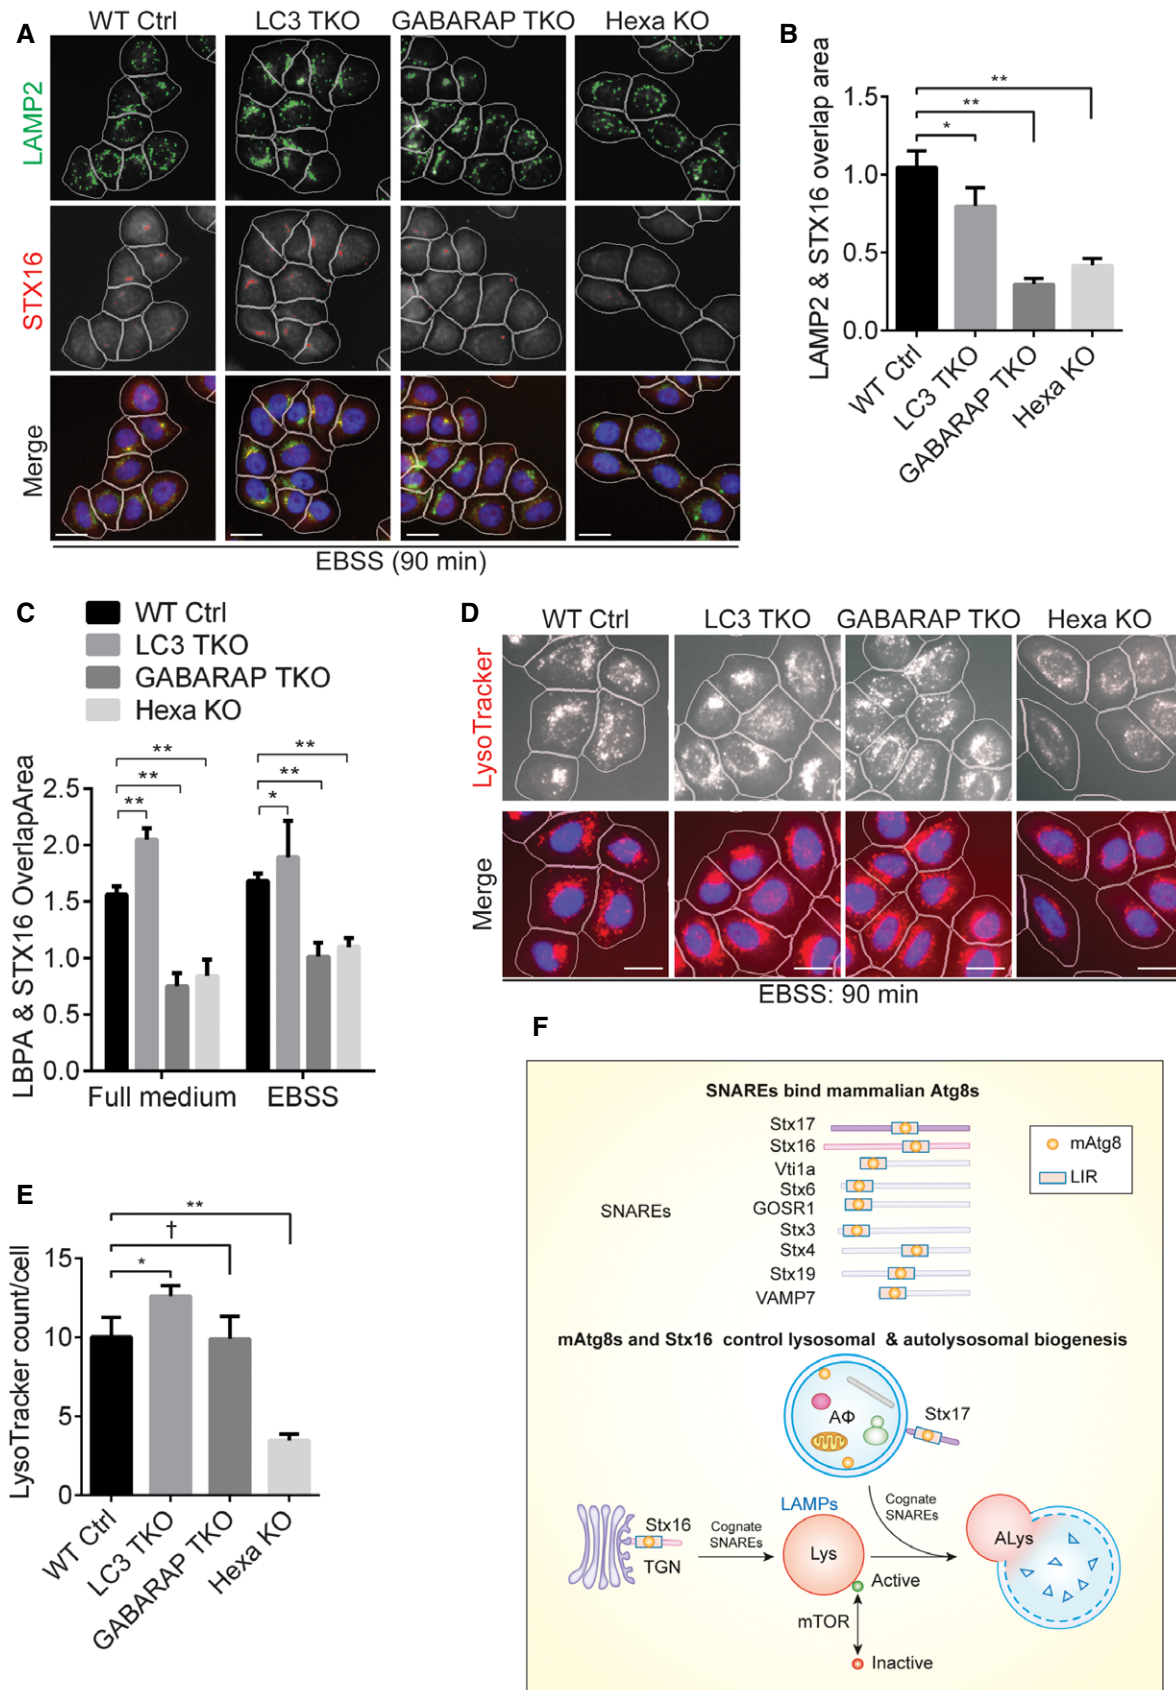 A
WT Ctrl
LC3 TKO
GABARAP TKO
Hexa KO
LAMP2
STX16
Merge
EBSS (90 min)
B
LAMP2 & STX16 overlap area
1.5
1.0
0.5
0.0
**
**
*
WT Ctrl
LC3 TKO
GABARAP TKO
Hexa KO
C
WT Ctrl
LC3 TKO
GABARAP TKO
Hexa KO
LBPA & STX16 OverlapArea
2.5
2.0
1.5
1.0
0.5
0.0
**
**
**
**
**
*
Full medium
EBSS
D
WT Ctrl
LC3 TKO
GABARAP TKO
Hexa KO
LysoTracker
Merge
EBSS: 90 min
E
LysoTracker count/cell
15
10
5
0
**
†
*
WT Ctrl
LC3 TKO
GABARAP TKO
Hexa KO
F
SNAREs bind mammalian Atg8s
SNAREs
Stx17
Stx16
Vti1a
Stx6
GOSR1
Stx3
Stx4
Stx19
VAMP7
mAtg8
LIR
mAtg8s and Stx16 control lysosomal & autolysosomal biogenesis
AΦ
Stx17
LAMPs
Cognate
SNAREs
Stx16
TGN
Cognate
SNAREs
Lys
ALys
Active
mTOR
Inactive